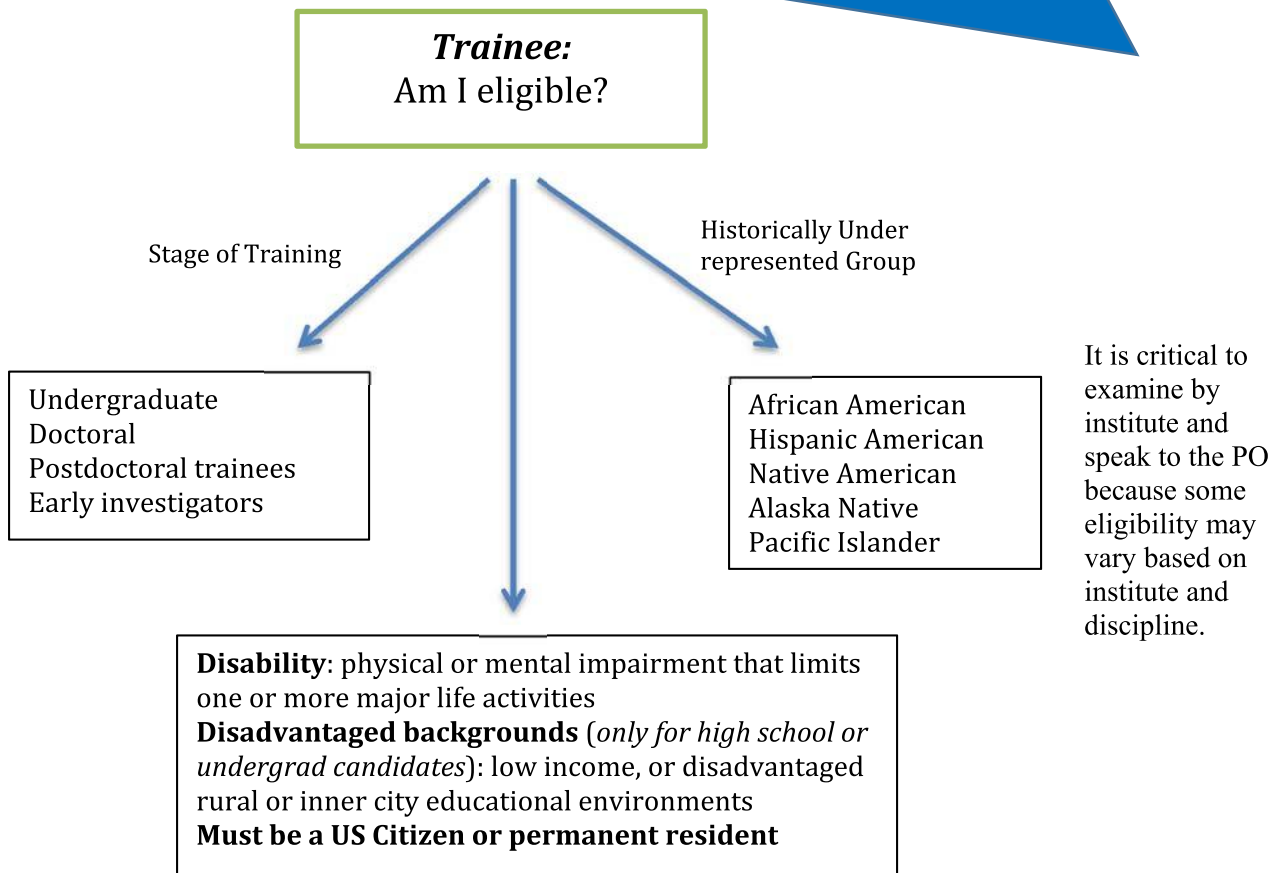 Trainee:
Am I eligible?
Stage of Training
Historically Under
represented Group
Undergraduate
Doctoral
Postdoctoral trainees
Early investigators
African American
Hispanic American
Native American
Alaska Native
Pacific Islander
It is critical to
examine by
institute and
speak to the PO
because some
eligibility may
vary based on
institute and
discipline.
Disability: physical or mental impairment that limits
one or more major life activities
Disadvantaged backgrounds (only for high school or
undergrad candidates): low income, or disadvantaged
rural or inner city educational environments
Must be a US Citizen or permanent resident